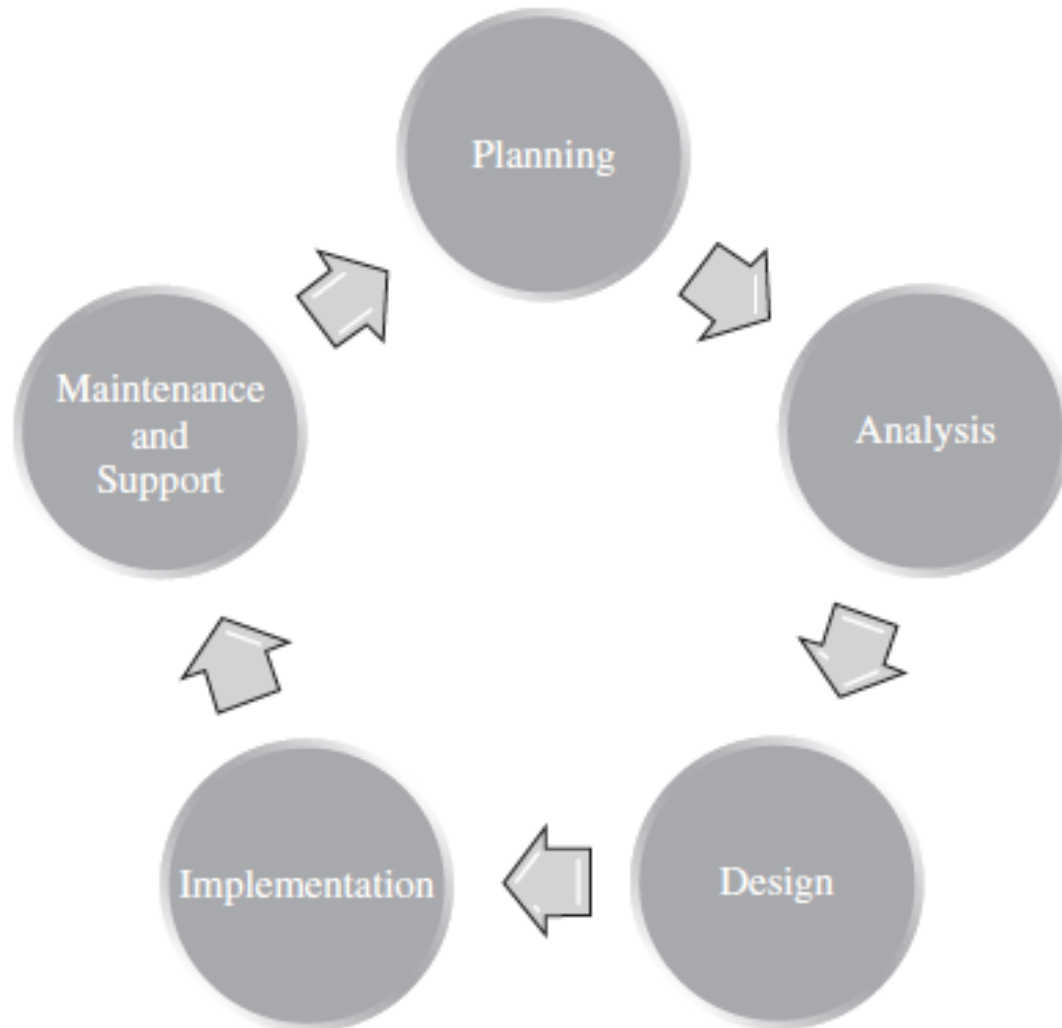 Planning
Analysis
Design
Implementation
Maintenance
and
Support